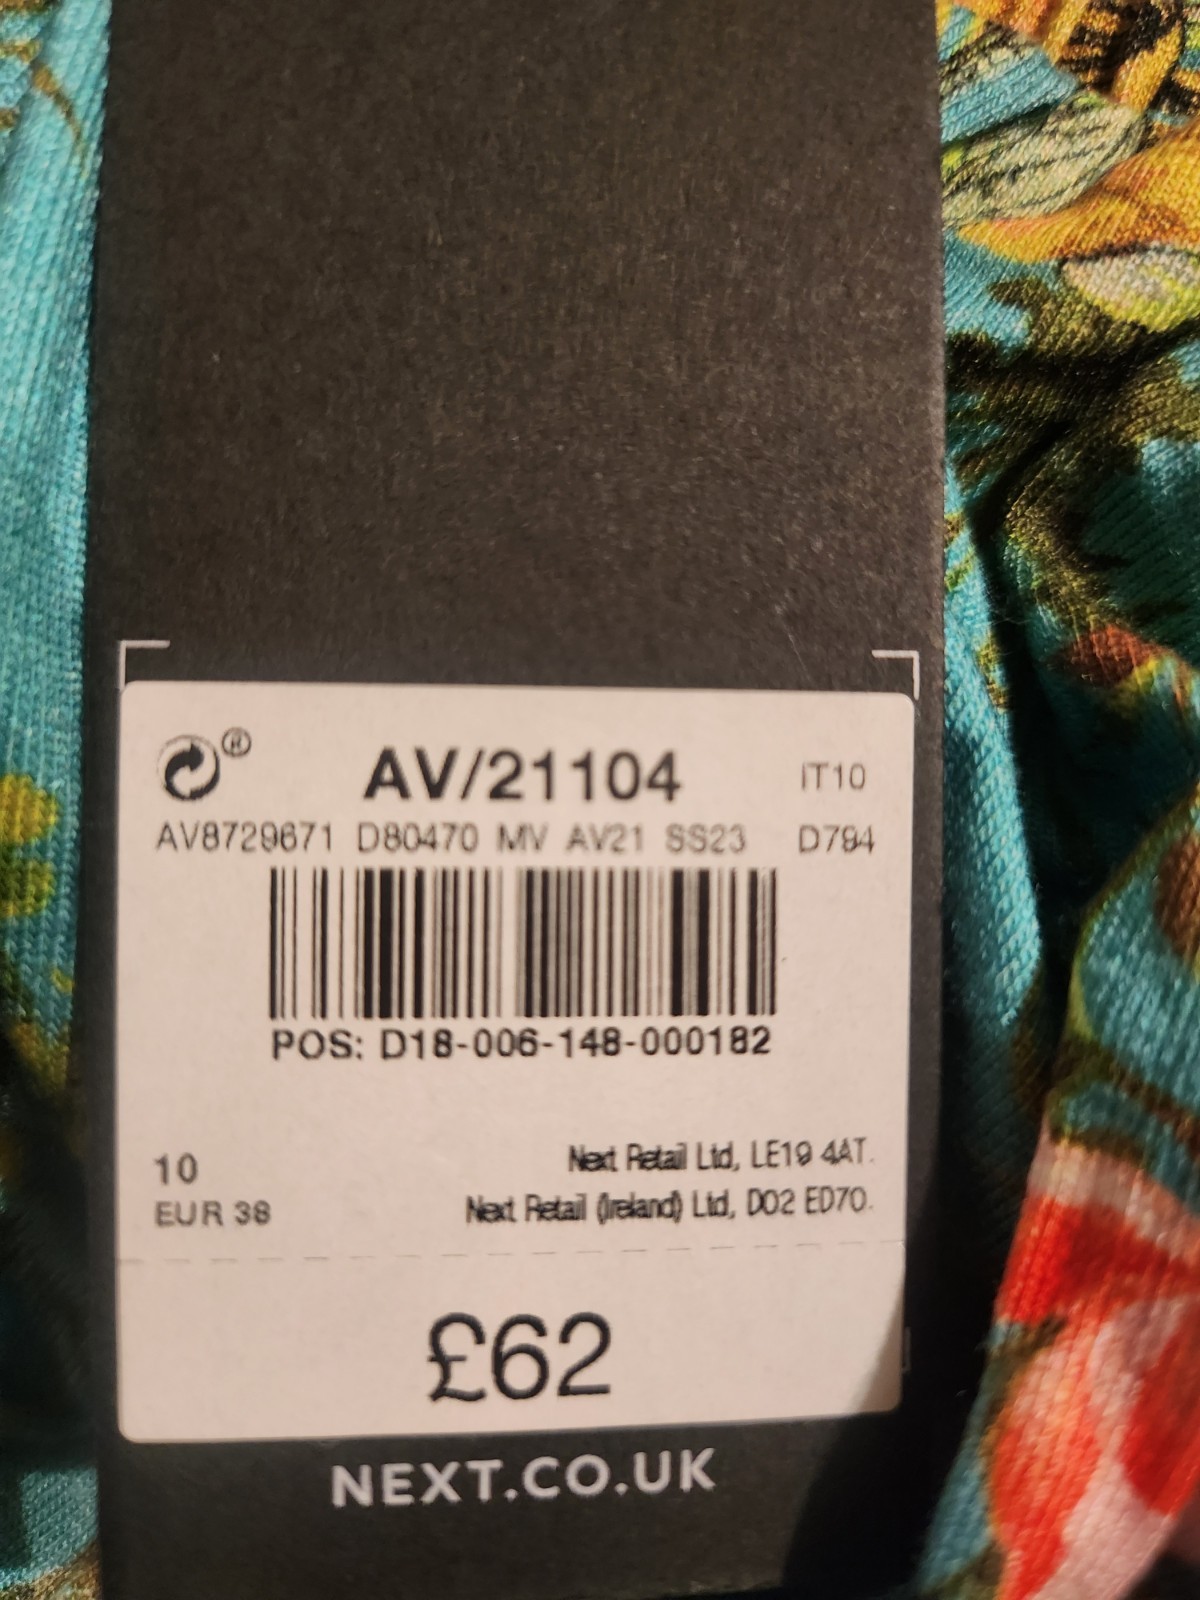 ®
AV/21104 IT10
AV8729671 D80470 MV AV21 SS23 D794
POS: D18-006-148-000182
10
EUR 38
Next Retail Ltd, LE19 4AT.
Next Retail (Ireland) Ltd, D02 ED70.
£62
NEXT.CO.UK